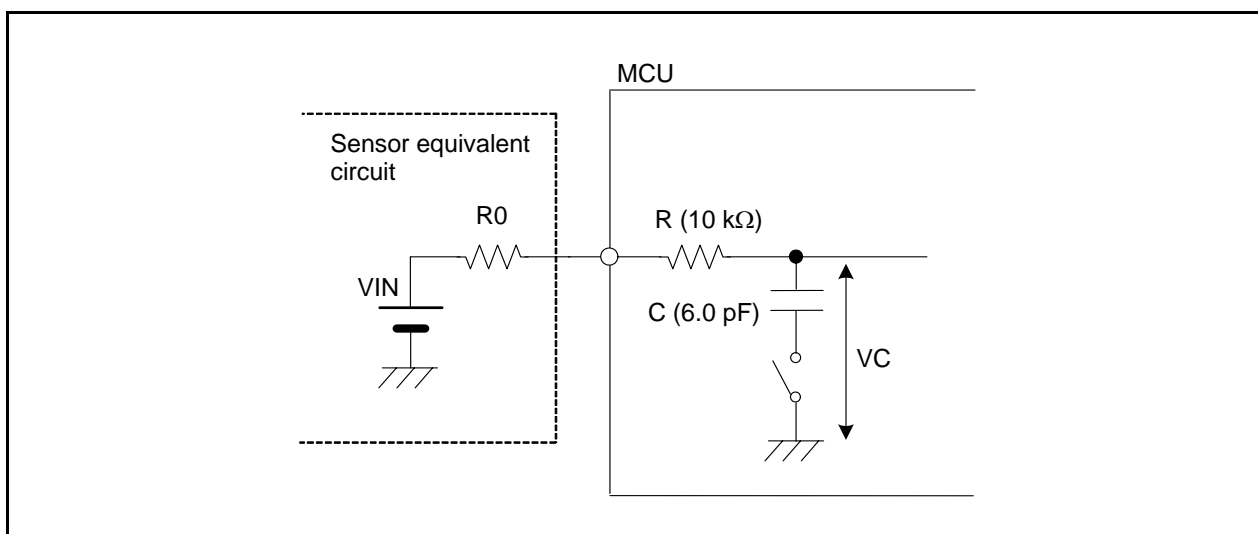 MCU
Sensor equivalent
circuit
R0
R (10 kΩ)
VIN
C (6.0 pF)
VC